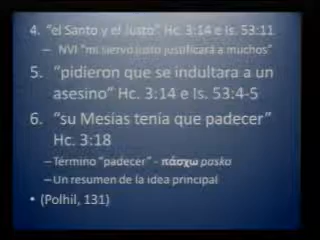 4. "el Santo y el Justo" Hc. 3:14 e Is. 53:11
– NVI "mi siervo justo justificará a muchos"
5. "pidieron que se indultara a un
asesino" Hc. 3:14 e Is. 53:4-5
6. "su Mesías tenía que padecer"
Hc. 3:18
– Término "padecer" - πάσχω pasko
– Un resumen de la idea principal
• (Polhil, 131)